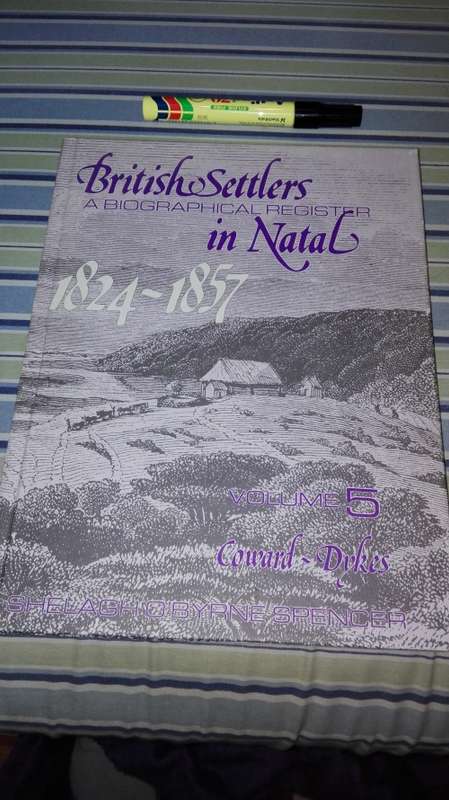 British Settlers
A BIOGRAPHICAL REGISTER
in Natal
1824~1857
VOLUME 5
Coward ~ Dykes
SHELAGH O'BYRNE SPENCER